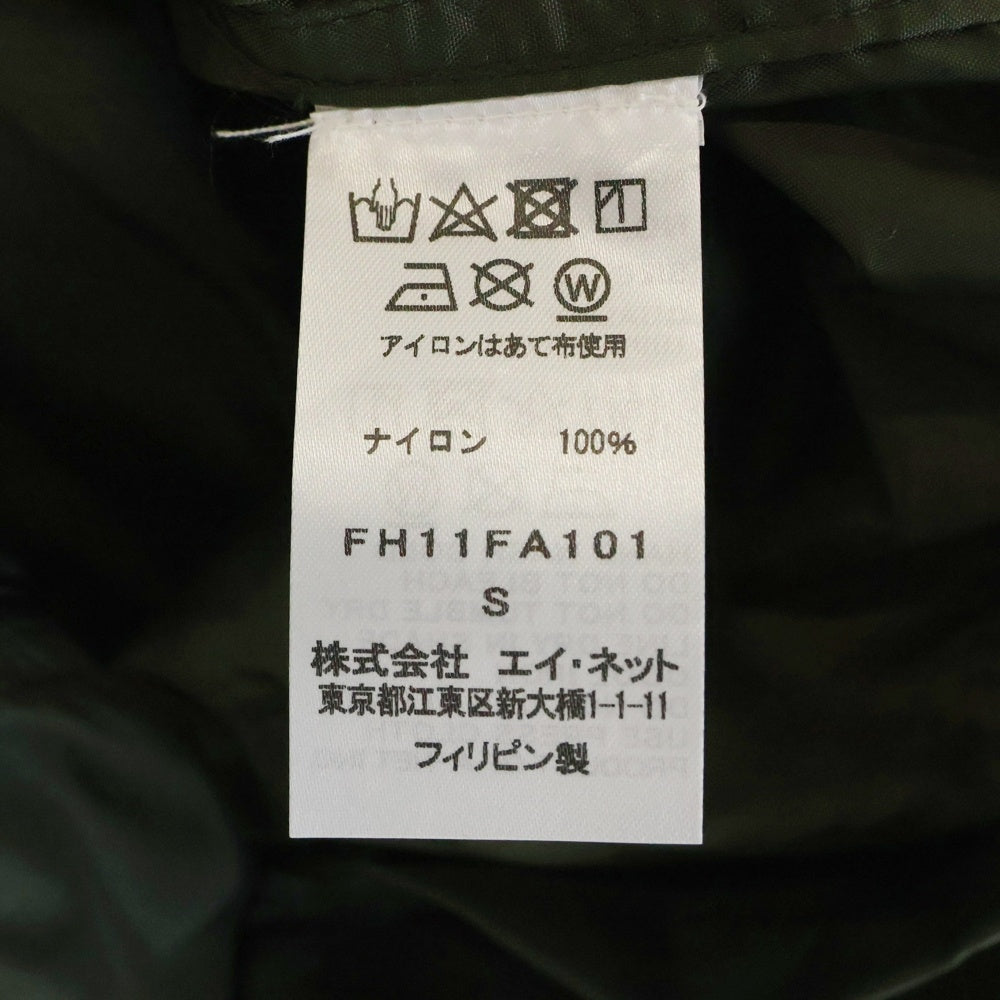 W
アイロンはあて布使用
ナイロン 100%
FH11FA101
S
株式会社 エイ・ネット
東京都江東区新大橋1-1-11
フィリピン製